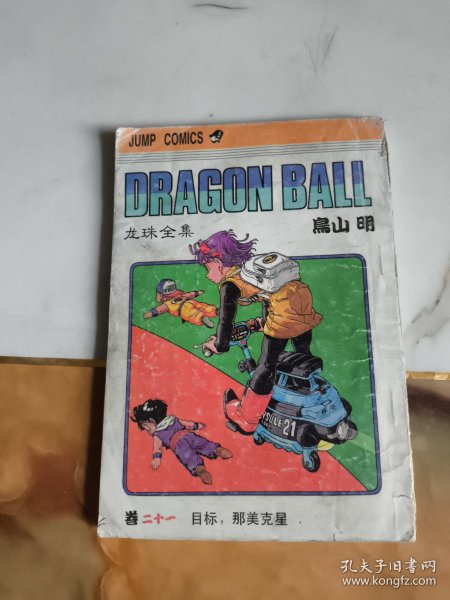 JUMP COMICS
DRAGON BALL
龙珠全集
鳥山明
21
卷二十一 目标,那美克星
孔夫子旧书网
www.kongfz.com